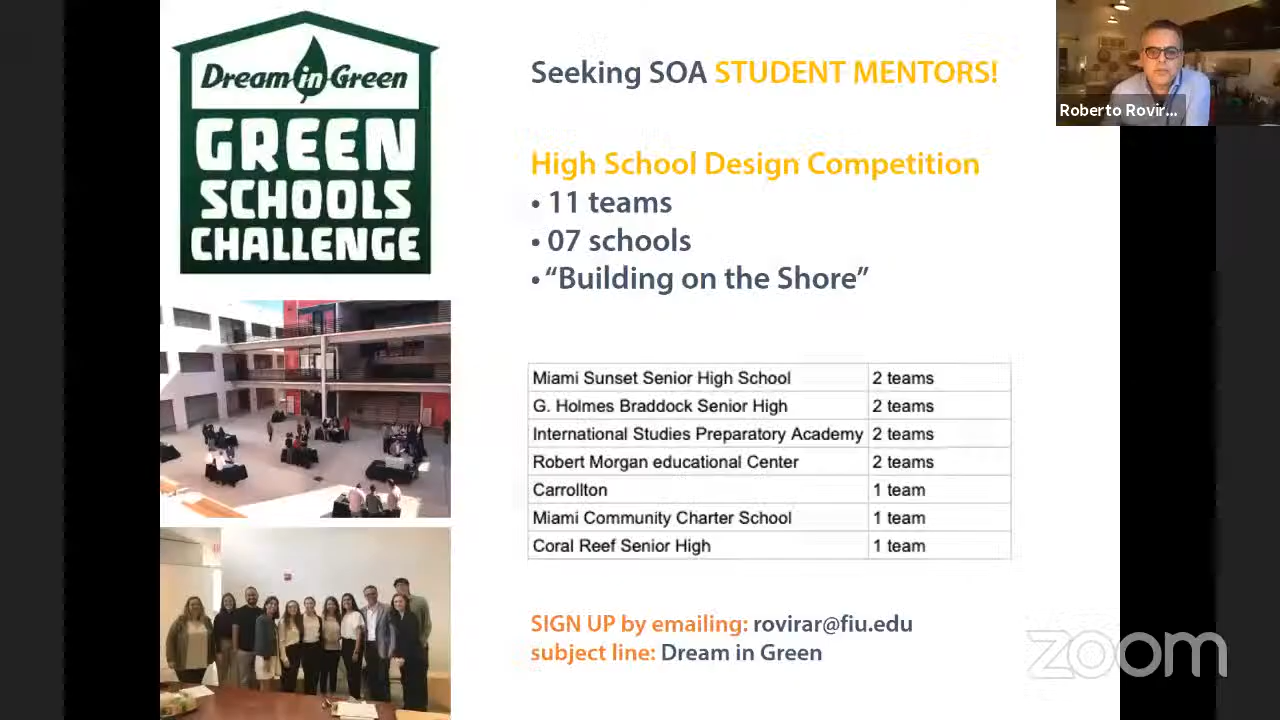 Dream in Green
GREEN
SCHOOLS
CHALLENGE
Seeking SOA STUDENT MENTORS!
High School Design Competition
• 11 teams
• 07 schools
• “Building on the Shore”
Miami Sunset Senior High School 2 teams
G. Holmes Braddock Senior High 2 teams
International Studies Preparatory Academy 2 teams
Robert Morgan educational Center 2 teams
Carrollton 1 team
Miami Community Charter School 1 team
Coral Reef Senior High 1 team
SIGN UP by emailing: rovirar@fiu.edu
subject line: Dream in Green
Roberto Rovir...
zoom